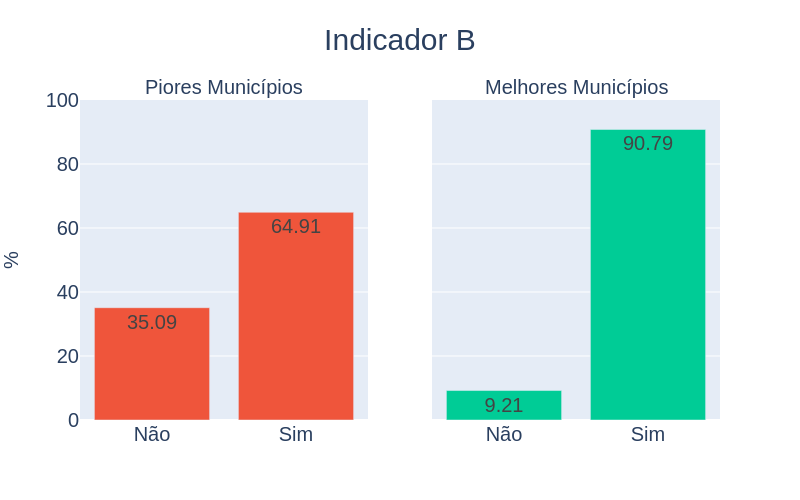 Indicador B
Piores Municípios
Melhores Municípios
100
80
60
40
20
0
%
35.09
64.91
9.21
90.79
Não
Sim
Não
Sim